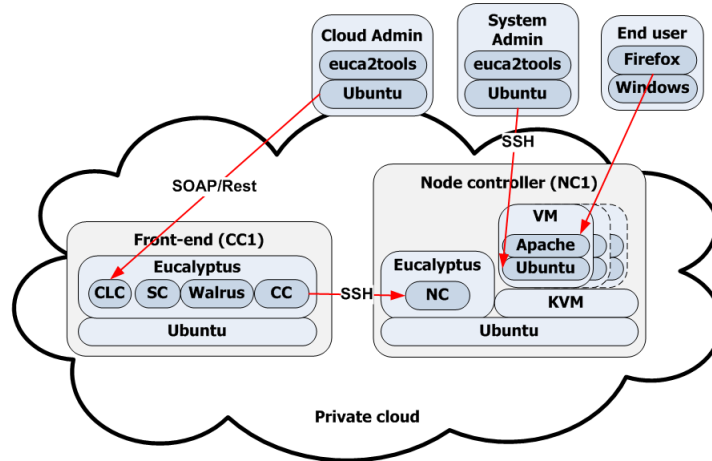 Cloud Admin
euca2tools
Ubuntu
System
Admin
euca2tools
Ubuntu
End user
Firefox
Windows
SSH
SOAP/Rest
Node controller (NC1)
VM
Apache
Ubuntu
Front-end (CC1)
Eucalyptus
CLC
SC
Walrus
CC
Ubuntu
SSH
Eucalyptus
NC
KVM
Ubuntu
Private cloud